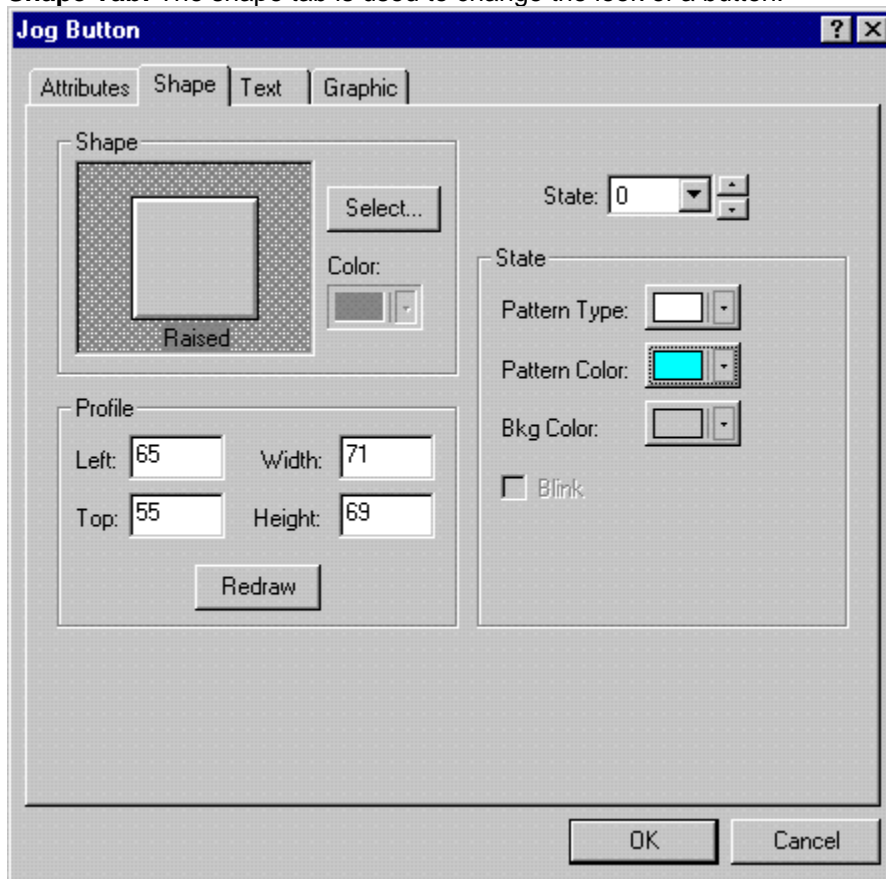 Shape Tab: The shape tab is used to change the look of a button.
Jog Button
Attributes Shape Text Graphic
Shape
Select...
Color:
Raised
State: 0
State
Pattern Type:
Pattern Color:
Bkg Color:
Blink
Profile
Left: 65 Width: 71
Top: 55 Height: 69
Redraw
OK Cancel